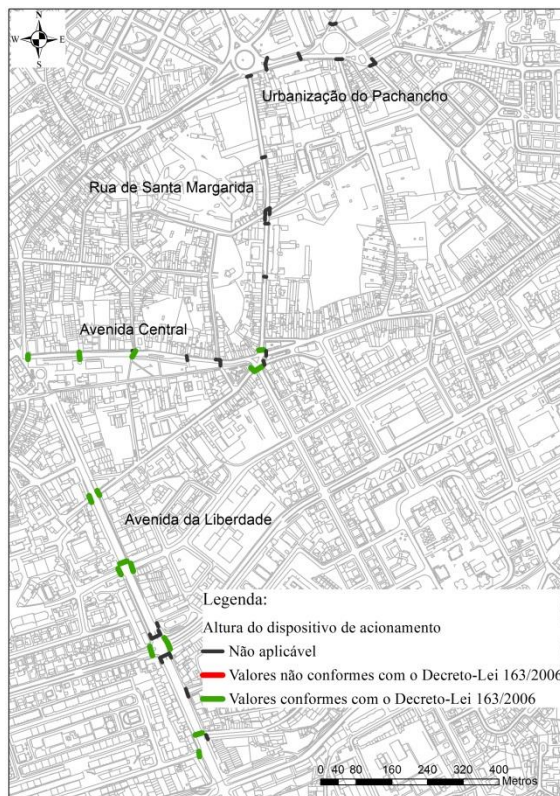 N
W E
S
Urbanização do Pachancho
Rua de Santa Margarida
Avenida Central
Avenida da Liberdade
Legenda:
Altura do dispositivo de acionamento
Não aplicável
Valores não conformes com o Decreto-Lei 163/2006
Valores conformes com o Decreto-Lei 163/2006
0 40 80 160 240 320 400
Metros